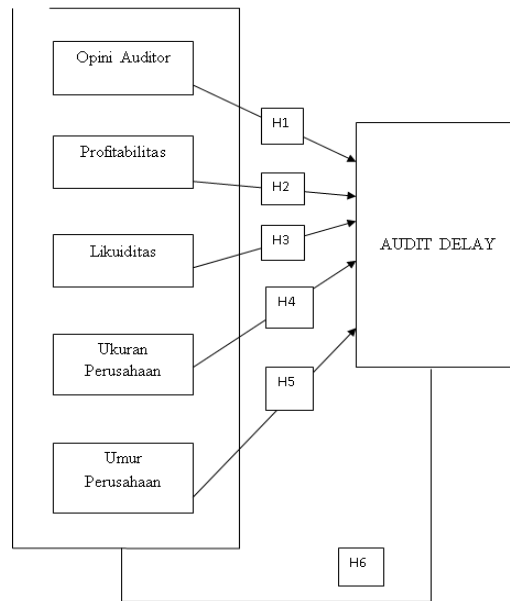 Opini Auditor
H1
Profitabilitas
H2
H3
Likuiditas
AUDIT DELAY
H4
Ukuran
Perusahaan
H5
Umur
Perusahaan
H6